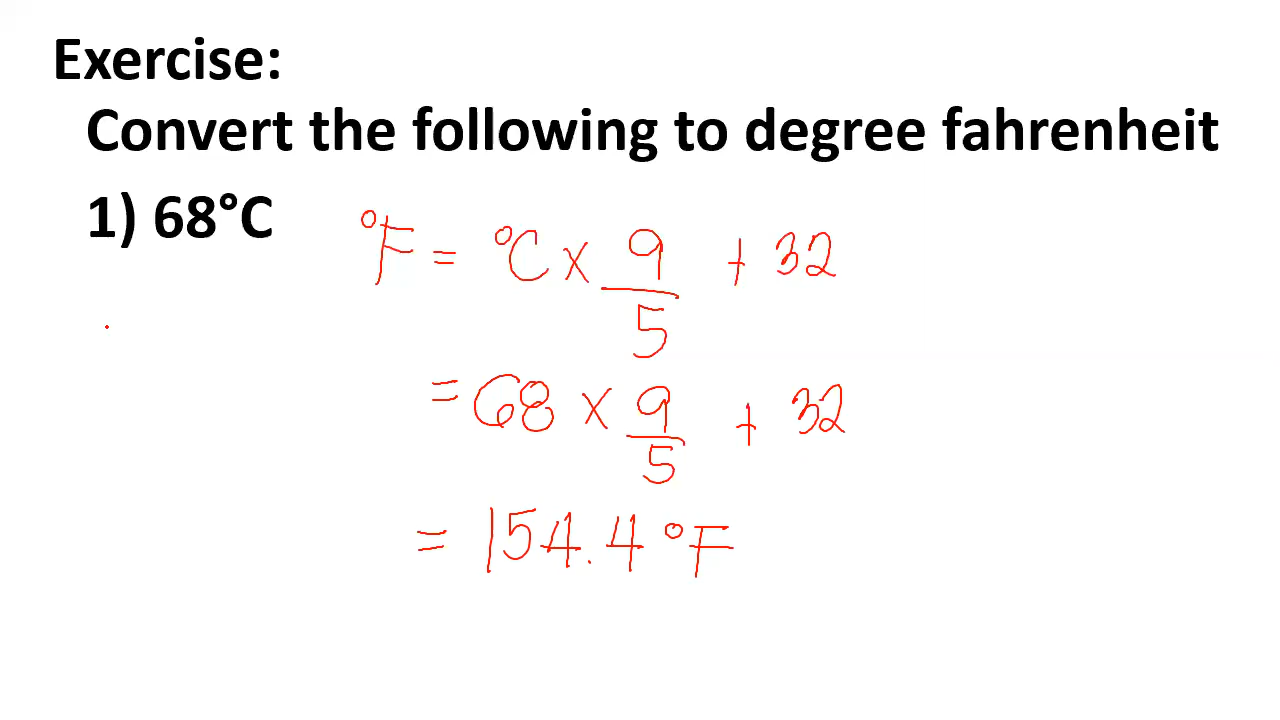 Exercise:
Convert the following to degree fahrenheit
1) 68°C
°F = °C × 9/5 + 32
= 68 × 9/5 + 32
= 154.4 °F